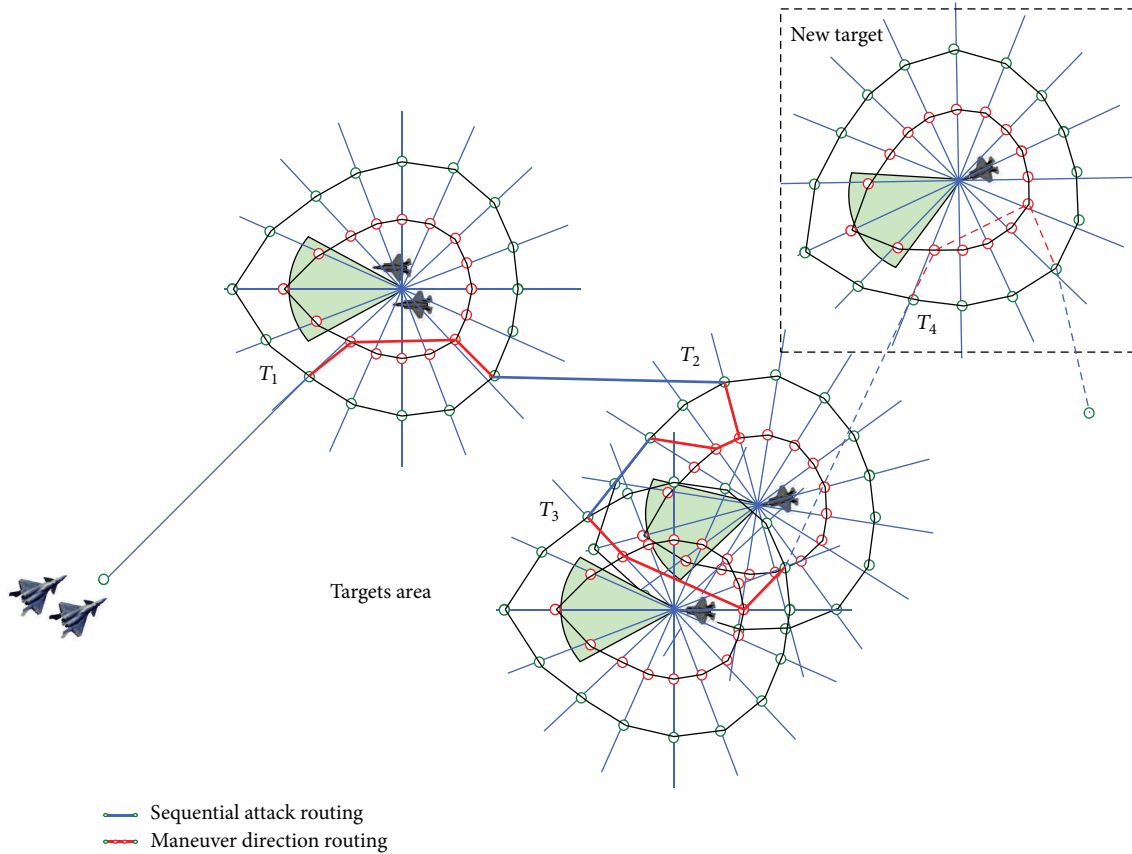 New target
T4
T1
T2
T3
Targets area
Sequential attack routing
Maneuver direction routing